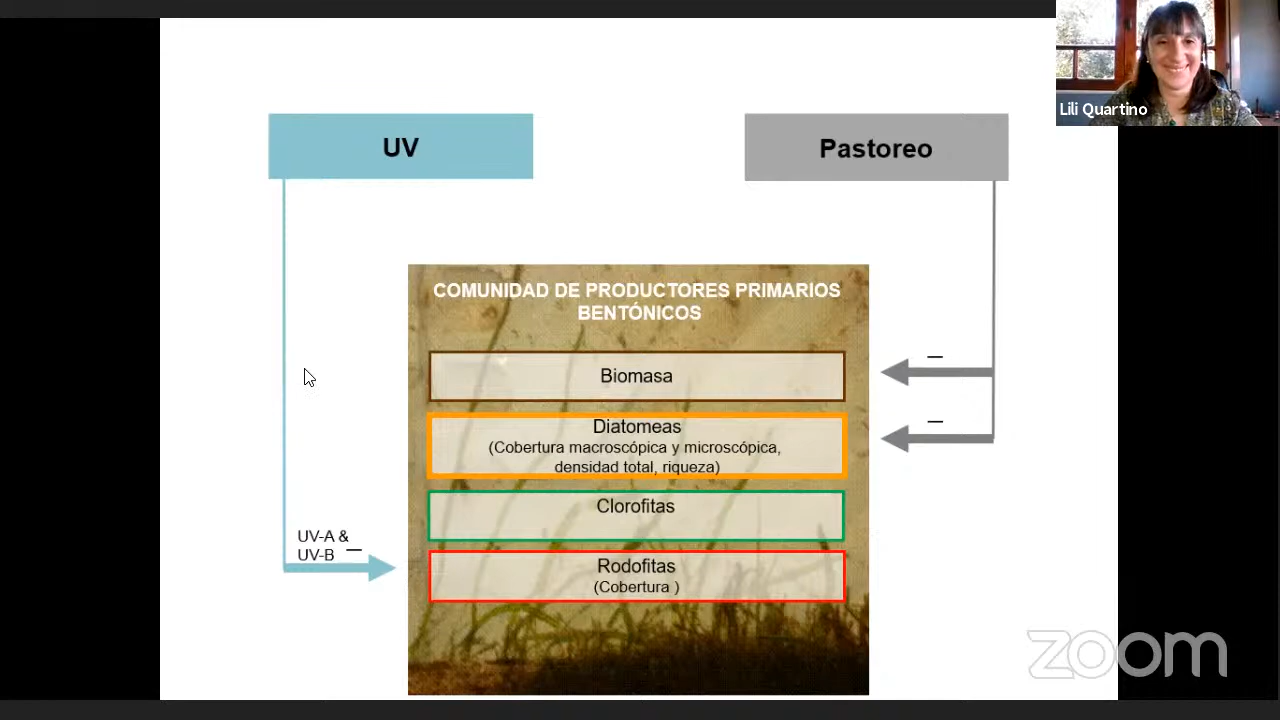 Lili Quartino
UV
Pastoreo
COMUNIDAD DE PRODUCTORES PRIMARIOS
BENTÓNICOS
Biomasa
Diatomeas
(Cobertura macroscópica y microscópica,
densidad total, riqueza)
Clorofitas
Rodofitas
(Cobertura )
UV-A &
UV-B
–
–
–
zoom